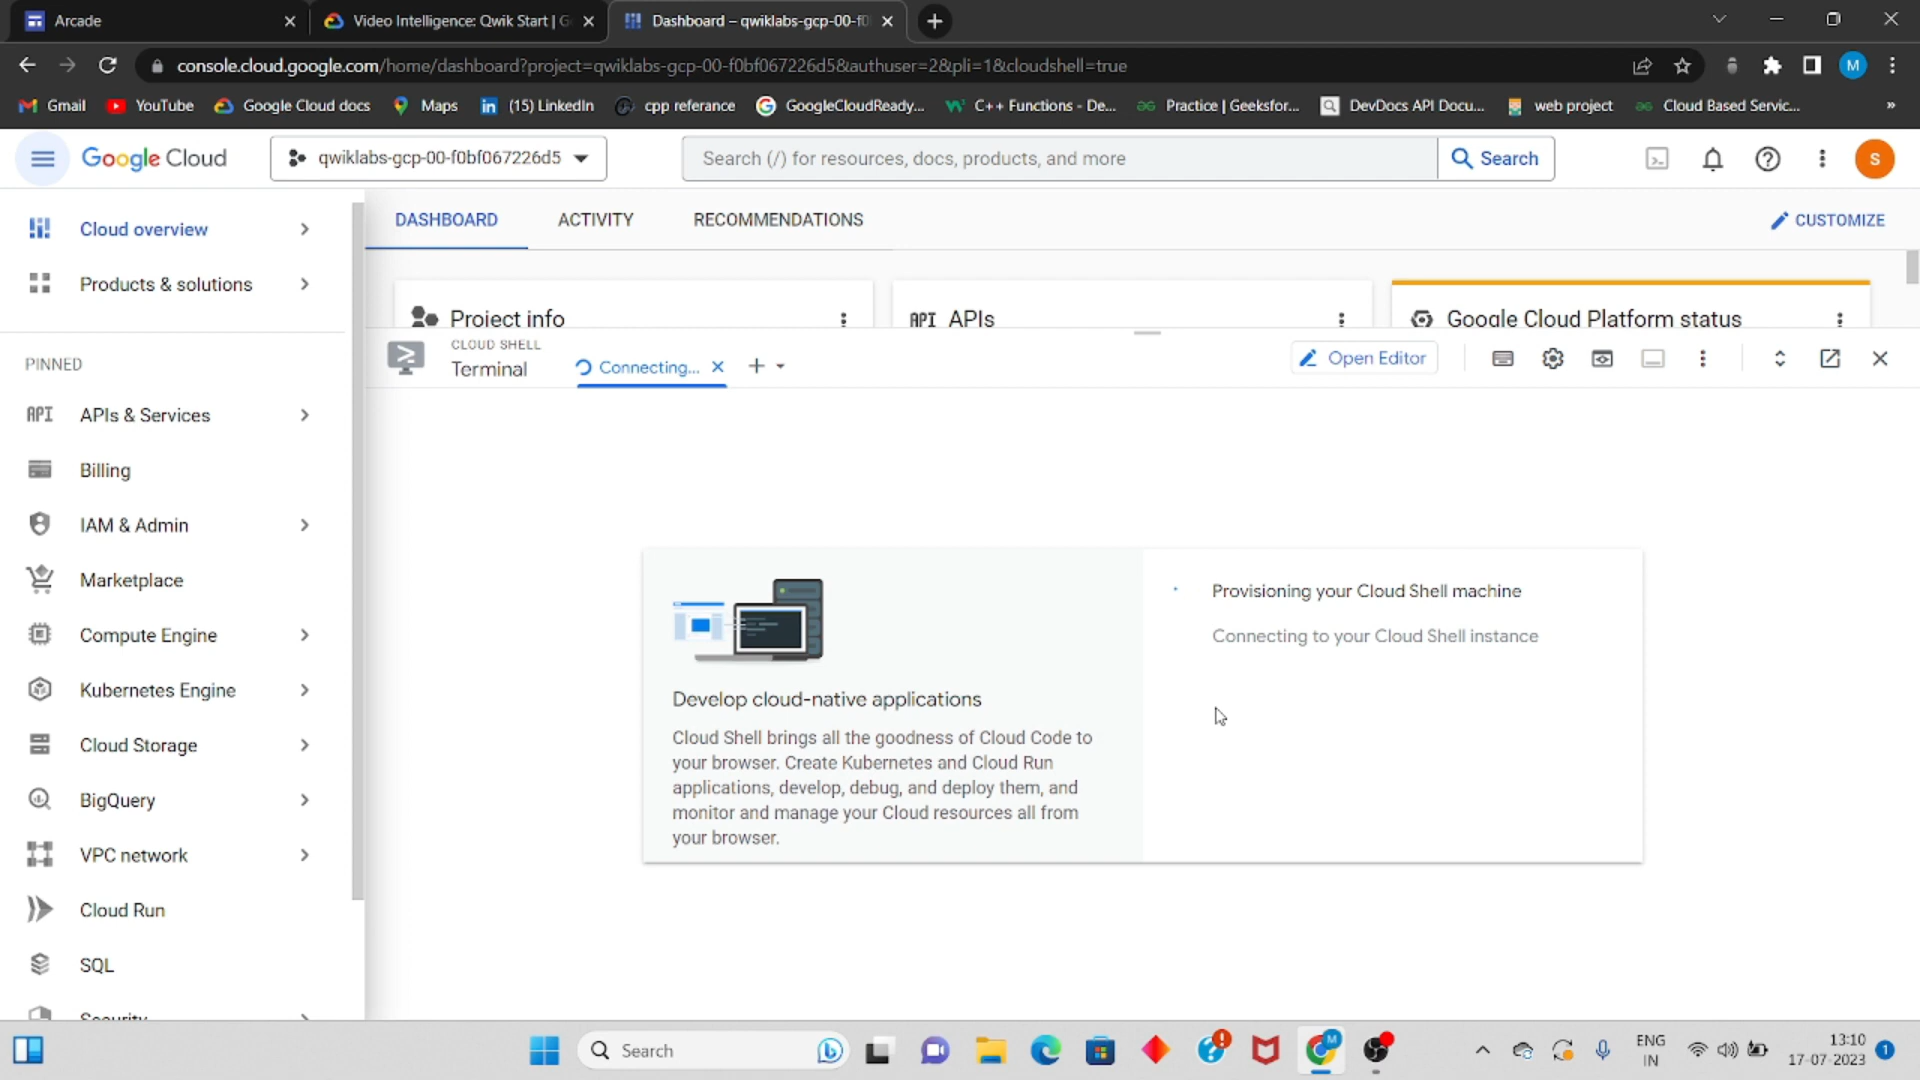 Arcade
Video Intelligence: Qwik Start | G
Dashboard – qwiklabs-gcp-00-f0
console.cloud.google.com/home/dashboard?project=qwiklabs-gcp-00-f0bf067226d5&authuser=2&pli=1&cloudshell=true
M
Gmail
YouTube
Google Cloud docs
Maps
(15) LinkedIn
cpp referance
GoogleCloudReady...
C++ Functions - De...
Practice | Geeksfor...
DevDocs API Docu...
web project
Cloud Based Servic...
»
Google Cloud
qwiklabs-gcp-00-f0bf067226d5
Search (/) for resources, docs, products, and more
Search
S
Cloud overview
Products & solutions
PINNED
API APIs & Services
Billing
IAM & Admin
Marketplace
Compute Engine
Kubernetes Engine
Cloud Storage
BigQuery
VPC network
Cloud Run
SQL
Security
DASHBOARD
ACTIVITY
RECOMMENDATIONS
CUSTOMIZE
Project info
API APIs
Google Cloud Platform status
CLOUD SHELL
Terminal
Connecting...
Open Editor
Develop cloud-native applications
Cloud Shell brings all the goodness of Cloud Code to
your browser. Create Kubernetes and Cloud Run
applications, develop, debug, and deploy them, and
monitor and manage your Cloud resources all from
your browser.
Provisioning your Cloud Shell machine
Connecting to your Cloud Shell instance
Search
M
ENG
IN
13:10
17-07-2023
1